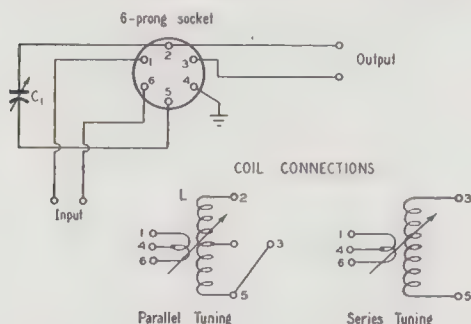 6-prong socket
2
1
3
6
4
5
C1
Output
Input
COIL CONNECTIONS
L
2
1
4
6
3
5
Parallel Tuning
3
1
4
6
5
Series Tuning